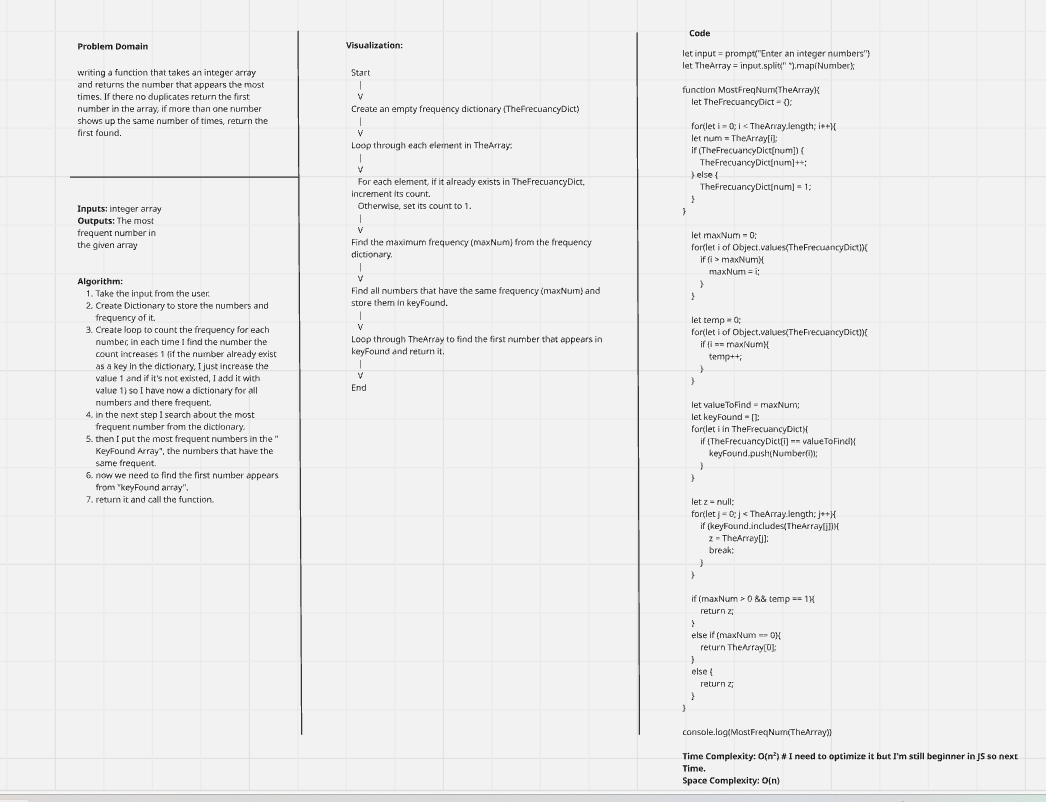 Problem Domain
writing a function that takes an integer array
and returns the number that appears the most
times. If there no duplicates return the first
number in the array, if more than one number
shows up the same number of times, return the
first found.
Inputs: integer array
Outputs: The most
frequent number in
the given array
Algorithm:
1. Take the input from the user.
2. Create Dictionary to store the numbers and
frequency of it.
3. Create loop to count the frequency for each
number, in each time I find the number the
count increases 1 (if the number already exist
as a key in the dictionary, I just increase the
value 1 and if it's not existed, I add it with
value 1) so I have now a dictionary for all
numbers and there frequent.
4. in the next step I search about the most
frequent number from the dictionary.
5. then I put the most frequent numbers in the "
KeyFound Array", the numbers that have the
same frequent.
6. now we need to find the first number appears
from "keyFound array".
7. return it and call the function.
Visualization:
Start
|
V
Create an empty frequency dictionary (TheFrecuancyDict)
|
V
Loop through each element in TheArray:
|
V
For each element, if it already exists in TheFrecuancyDict,
increment its count.
Otherwise, set its count to 1.
|
V
Find the maximum frequency (maxNum) from the frequency
dictionary.
|
V
Find all numbers that have the same frequency (maxNum) and
store them in keyFound.
|
V
Loop through TheArray to find the first number that appears in
keyFound and return it.
|
V
End
Code
let input = prompt("Enter an integer numbers")
let TheArray = input.split(" ").map(Number);
function MostFreqNum(TheArray){
let TheFrecuancyDict = {};
for(let i = 0; i < TheArray.length; i++){
let num = TheArray[i];
if (TheFrecuancyDict[num]) {
TheFrecuancyDict[num]++;
} else {
TheFrecuancyDict[num] = 1;
}
}
let maxNum = 0;
for(let i of Object.values(TheFrecuancyDict)){
if (i > maxNum){
maxNum = i;
}
}
let temp = 0;
for(let i of Object.values(TheFrecuancyDict)){
if (i == maxNum){
temp++;
}
}
let valueToFind = maxNum;
let keyFound = [];
for(let i in TheFrecuancyDict){
if (TheFrecuancyDict[i] == valueToFind){
keyFound.push(Number(i));
}
}
let z = null;
for(let j = 0; j < TheArray.length; j++){
if (keyFound.includes(TheArray[j])){
z = TheArray[j];
break;
}
}
if (maxNum > 0 && temp == 1){
return z;
}
else if (maxNum == 0){
return TheArray[0];
}
else {
return z;
}
}
console.log(MostFreqNum(TheArray))
Time Complexity: O(n²) # I need to optimize it but I'm still beginner in JS so next
Time.
Space Complexity: O(n)